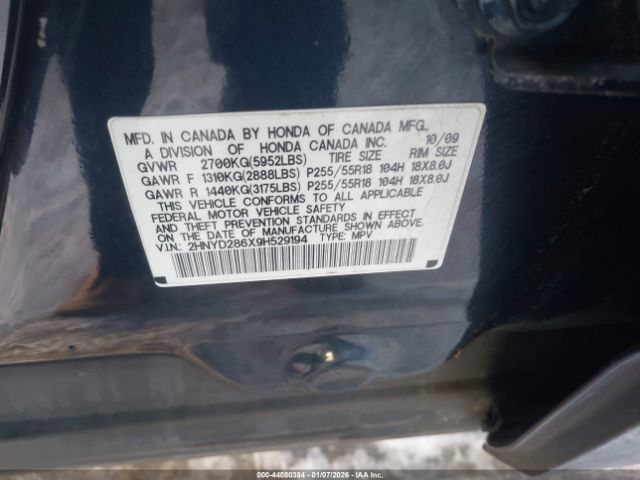 MFD. IN CANADA BY HONDA OF CANADA MFG.,
A DIVISION OF HONDA CANADA INC. 10/09
GVWR 2700KG(5952LBS) TIRE SIZE RIM SIZE
GAWR F 1310KG(2888LBS) P255/55R18 104H 18X8.0J
GAWR R 1440KG(3175LBS) P255/55R18 104H 18X8.0J
THIS VEHICLE CONFORMS TO ALL APPLICABLE
FEDERAL MOTOR VEHICLE SAFETY
AND THEFT PREVENTION STANDARDS IN EFFECT
ON THE DATE OF MANUFACTURE SHOWN ABOVE.
V.I.N.: 2HNYD286X9H529194 TYPE: MPV
000-44080384 - 01/07/2026 - IAA Inc.